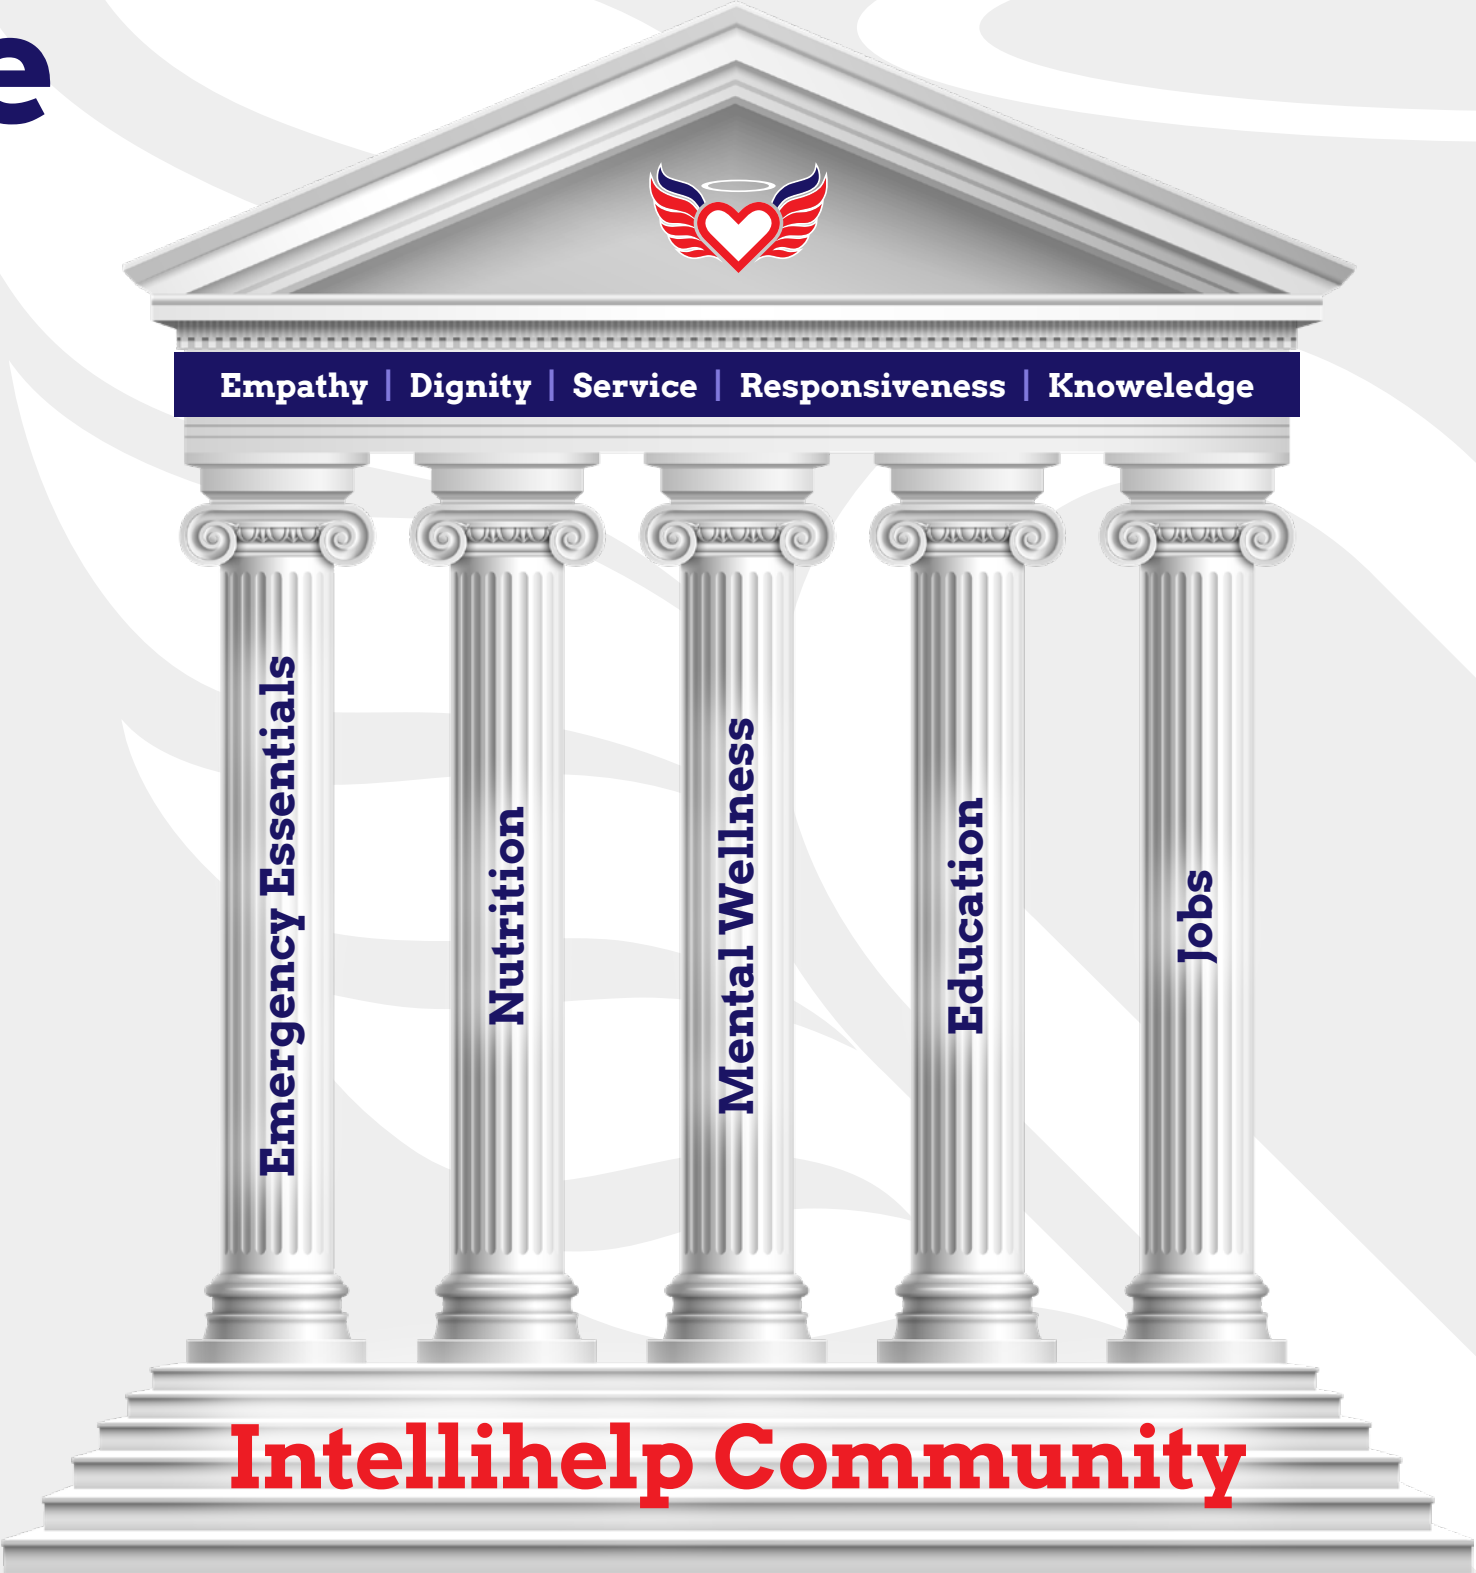 e
Empathy | Dignity | Service | Responsiveness | Knoweledge
Emergency Essentials
Nutrition
Mental Wellness
Education
Jobs
Intellihelp Community